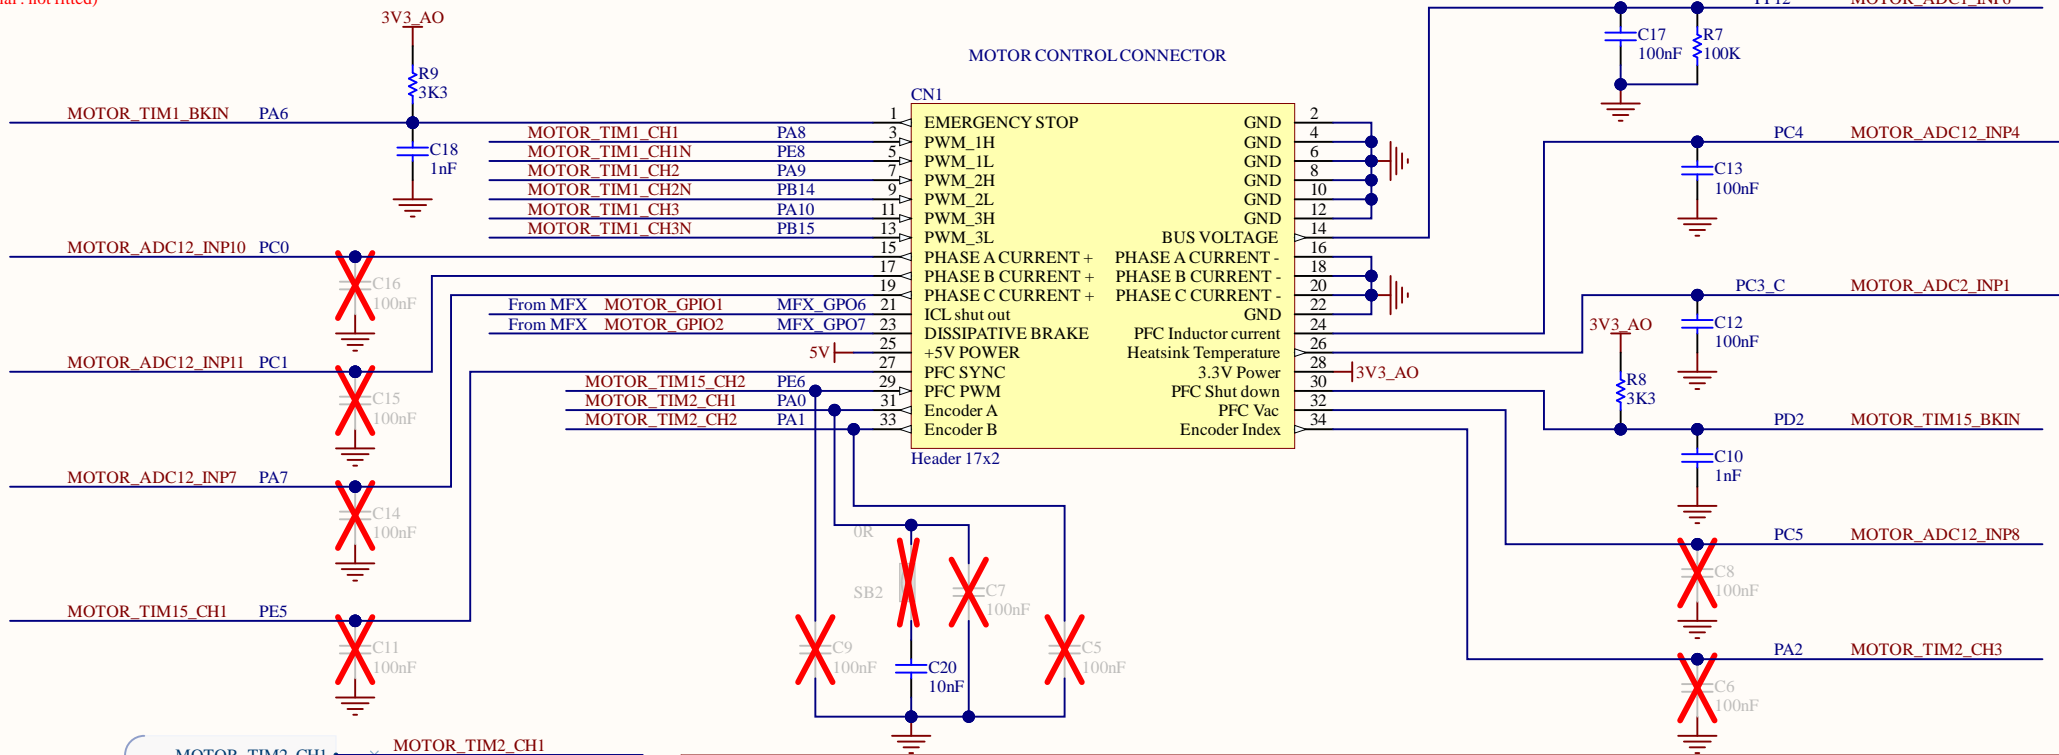 not fitted)
3V3_AO
R9
3K3
MOTOR_TIM1_BKIN PA6
C18
1nF
MOTOR_ADC12_INP10 PC0
C16
100nF
MOTOR_ADC12_INP11 PC1
C15
100nF
MOTOR_ADC12_INP7 PA7
C14
100nF
MOTOR_TIM15_CH1 PE5
C11
100nF
MOTOR CONTROL CONNECTOR
CN1
MOTOR_TIM1_CH1 PA8
MOTOR_TIM1_CH1N PE8
MOTOR_TIM1_CH2 PA9
MOTOR_TIM1_CH2N PB14
MOTOR_TIM1_CH3 PA10
MOTOR_TIM1_CH3N PB15
From MFX MOTOR_GPIO1 MFX_GPO6
From MFX MOTOR_GPIO2 MFX_GPO7
5V
MOTOR_TIM15_CH2 PE6
MOTOR_TIM2_CH1 PA0
MOTOR_TIM2_CH2 PA1
1 EMERGENCY STOP GND 2
3 PWM_1H GND 4
5 PWM_1L GND 6
7 PWM_2H GND 8
9 PWM_2L GND 10
11 PWM_3H GND 12
13 PWM_3L BUS VOLTAGE 14
15 PHASE A CURRENT + PHASE A CURRENT - 16
17 PHASE B CURRENT + PHASE B CURRENT - 18
19 PHASE C CURRENT + PHASE C CURRENT - 20
21 ICL shut out GND 22
23 DISSIPATIVE BRAKE PFC Inductor current 24
25 +5V POWER Heatsink Temperature 26
27 PFC SYNC 3.3V Power 28
29 PFC PWM PFC Shut down 30
31 Encoder A PFC Vac 32
33 Encoder B Encoder Index 34
Header 17x2
3V3_AO
0R
SB2
C7
100nF
C9
100nF
C20
10nF
C5
100nF
C17
100nF
R7
100K
PC4 MOTOR_ADC12_INP4
C13
100nF
PC3_C MOTOR_ADC2_INP1
C12
100nF
3V3_AO
R8
3K3
PD2 MOTOR_TIM15_BKIN
C10
1nF
PC5 MOTOR_ADC12_INP8
C8
100nF
PA2 MOTOR_TIM2_CH3
C6
100nF
MOTOR_TIM2_CH1
MOTOR_TIM2_CH1